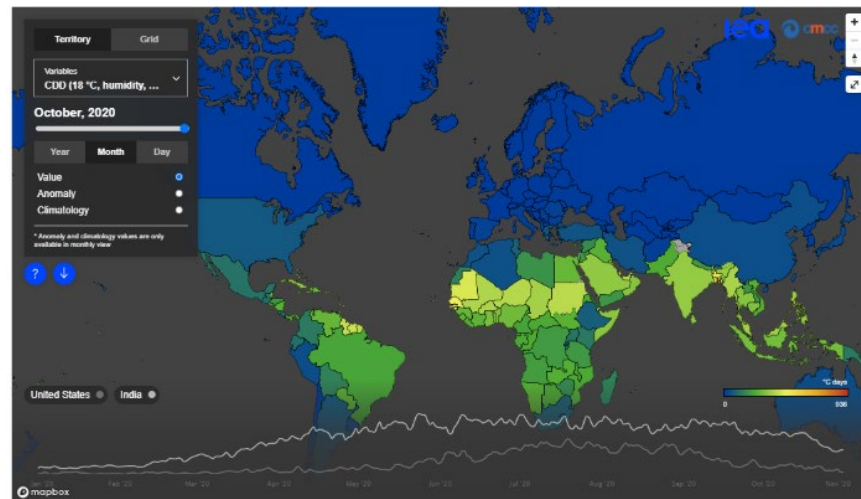 Territory
Grid
iea
cmcc
Variables
CDD (18 °C, humidity, ...
October, 2020
Year
Month
Day
Value
Anomaly
Climatology
* Anomaly and climatology values are only
available in monthly view
?
United States
India
°C days
0
936
Jan '20
Feb '20
Mar '20
Apr '20
May '20
Jun '20
Jul '20
Aug '20
Sep '20
Oct '20
Nov '20
mapbox